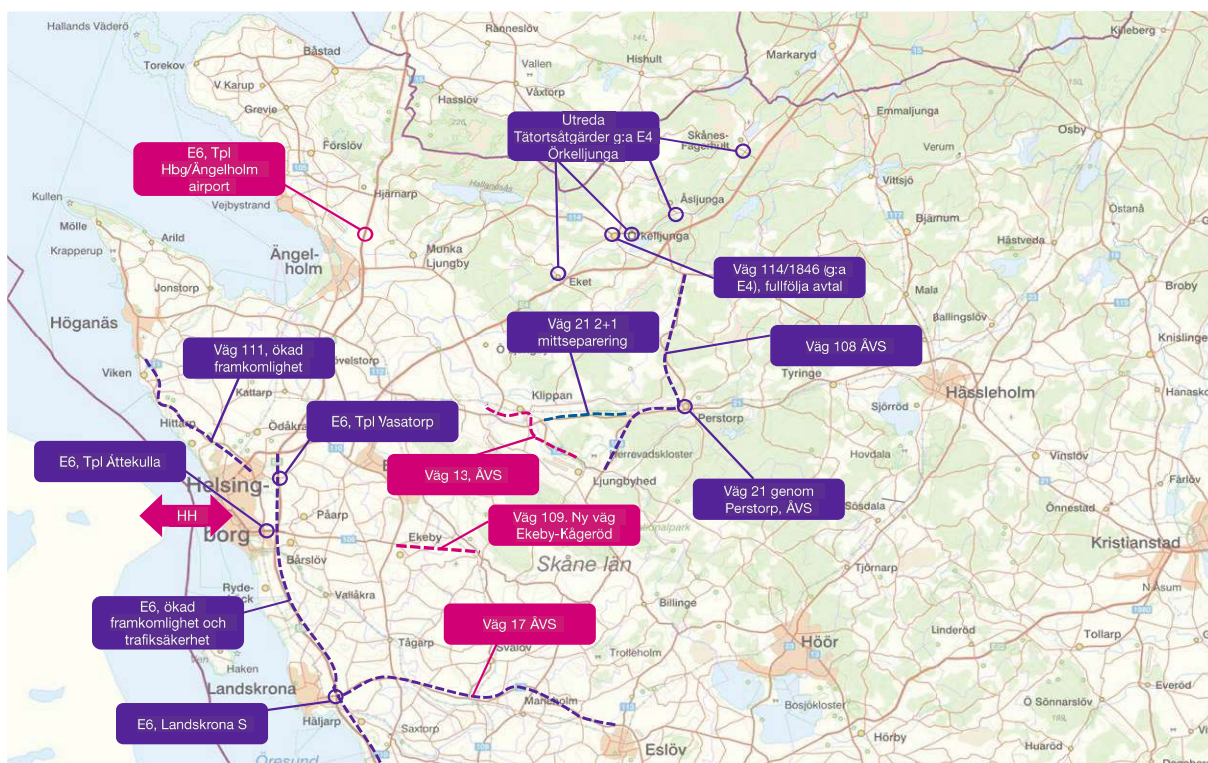 Hallands Väderö
Torekov
Båstad
V Karup
Grevie
Förslöv
Ränneslöv
Vallen
Våxtorp
Hasslöv
Hishult
Markaryd
Killeberg
Emmaljunga
Osby
Verum
Vittsjö
Skånes-
Fagerhult
Utreda
Tätortsåtgärder g:a E4
Örkelljunga
E6, Tpl
Hbg/Ängelholm
airport
Hjärnarp
Vejbystrand
Kullen
Mölle
Krapperup
Arild
Jonstorp
Ängel-
holm
Munka
Ljungby
Hallandsås
Åsljunga
Örkelljunga
Eket
Bjärnum
Hästveda
Östanå
Broby
Mala
Ballingslöv
Knislinge
Hanasko
Väg 114/1846 (g:a
E4), fullfölja avtal
Höganäs
Viken
Väg 111, ökad
framkomlighet
Väg 21 2+1
mittseparering
Väg 108 ÅVS
Kattarp
Hittarp
Ödåkra
Klippan
Perstorp
Tyringe
Hässleholm
Sjörröd
E6, Tpl Vasatorp
E6, Tpl Ättekulla
Väg 13, ÅVS
Ljungbyhed
Väg 21 genom
Perstorp, ÅVS
Hovdala
Vinslöv
Färlöv
Önnestad
Sösdala
Helsing-
borg
HH
Påarp
Väg 109. Ny väg
Ekeby-Kågeröd
Ekeby
Bårslöv
Skåne län
Tjörnarp
Kristianstad
N Åsum
Vallåkra
E6, ökad
framkomlighet och
trafiksäkerhet
Väg 17 ÅVS
Billinge
Linderöd
Tollarp
Höör
Tågarp
Svalöv
Trolleholm
Ven
Haken
Landskrona
Häljarp
E6, Landskrona S
Saxtorp
Marieholm
Bosjökloster
Ö Sönnarslöv
Everöd
Eslöv
Hörby
Huaröd
Öresund